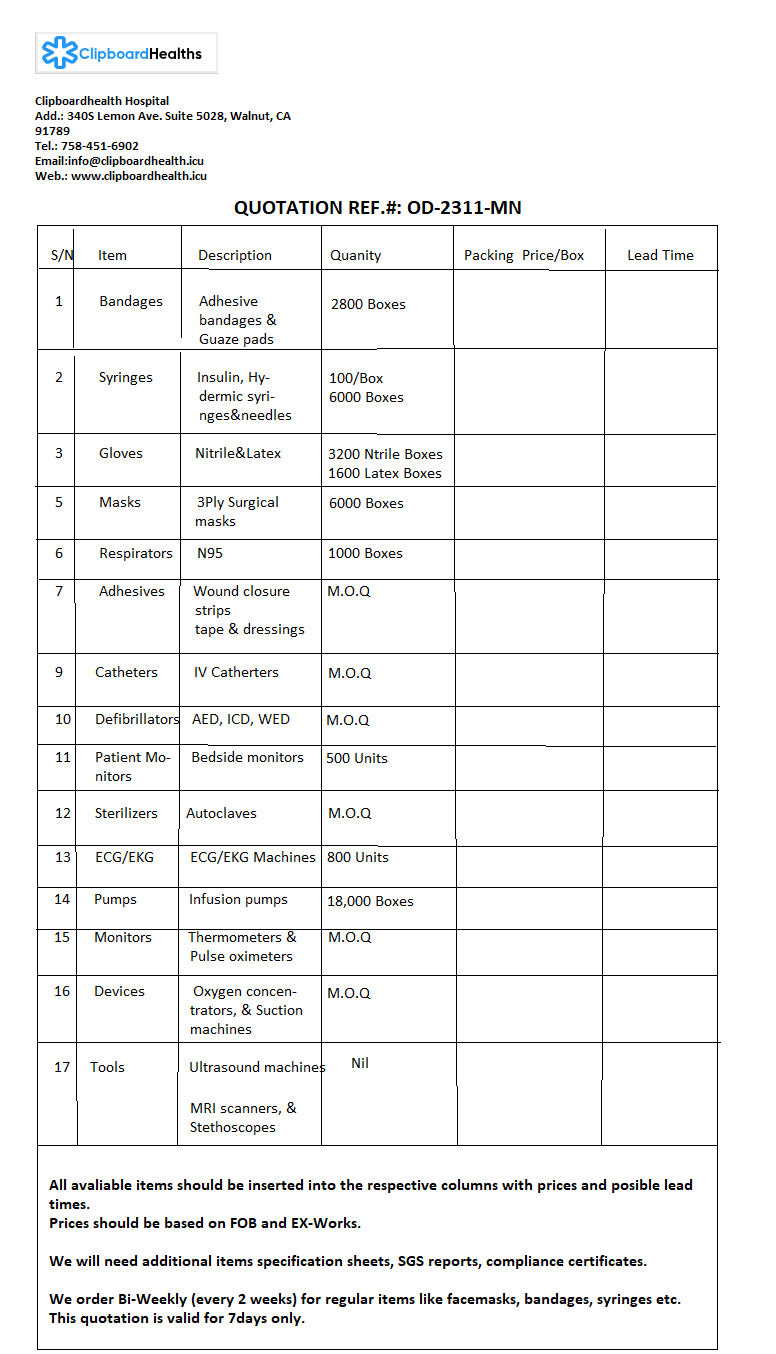 ClipboardHealths
Clipboardhealth Hospital
Add.: 340S Lemon Ave. Suite 5028, Walnut, CA
91789
Tel.: 758-451-6902
Email:info@clipboardhealth.icu
Web.: www.clipboardhealth.icu
QUOTATION REF.#: OD-2311-MN
S/N Item Description Quanity Packing Price/Box Lead Time
1 Bandages Adhesive 2800 Boxes
bandages &
Guaze pads
2 Syringes Insulin, Hy- 100/Box
dermic syri- 6000 Boxes
nges&needles
3 Gloves Nitrile&Latex 3200 Ntrile Boxes
1600 Latex Boxes
5 Masks 3Ply Surgical 6000 Boxes
masks
6 Respirators N95 1000 Boxes
7 Adhesives Wound closure M.O.Q
strips
tape & dressings
9 Catheters IV Catherters M.O.Q
10 Defibrillators AED, ICD, WED M.O.Q
11 Patient Mo- Bedside monitors 500 Units
nitors
12 Sterilizers Autoclaves M.O.Q
13 ECG/EKG ECG/EKG Machines 800 Units
14 Pumps Infusion pumps 18,000 Boxes
15 Monitors Thermometers & M.O.Q
Pulse oximeters
16 Devices Oxygen concen- M.O.Q
trators, & Suction
machines
17 Tools Ultrasound machines Nil
MRI scanners, &
Stethoscopes
All avaliable items should be inserted into the respective columns with prices and posible lead
times.
Prices should be based on FOB and EX-Works.
We will need additional items specification sheets, SGS reports, compliance certificates.
We order Bi-Weekly (every 2 weeks) for regular items like facemasks, bandages, syringes etc.
This quotation is valid for 7days only.